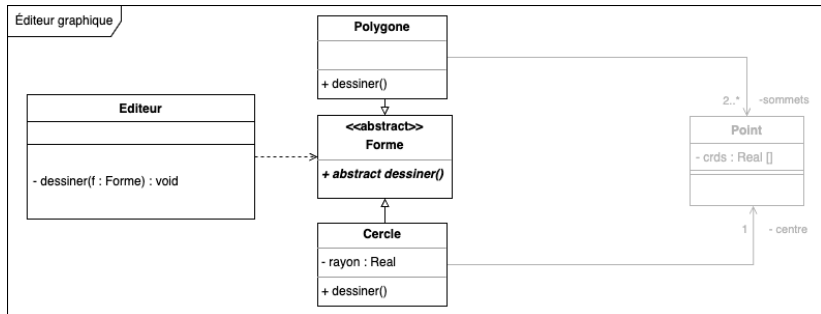 Éditeur graphique
Polygone
+ dessiner()
2..* -sommets
Editeur
- dessiner(f : Forme) : void
<<abstract>>
Forme
+ abstract dessiner()
Point
- crds : Real []
Cercle
- rayon : Real
+ dessiner()
1 - centre